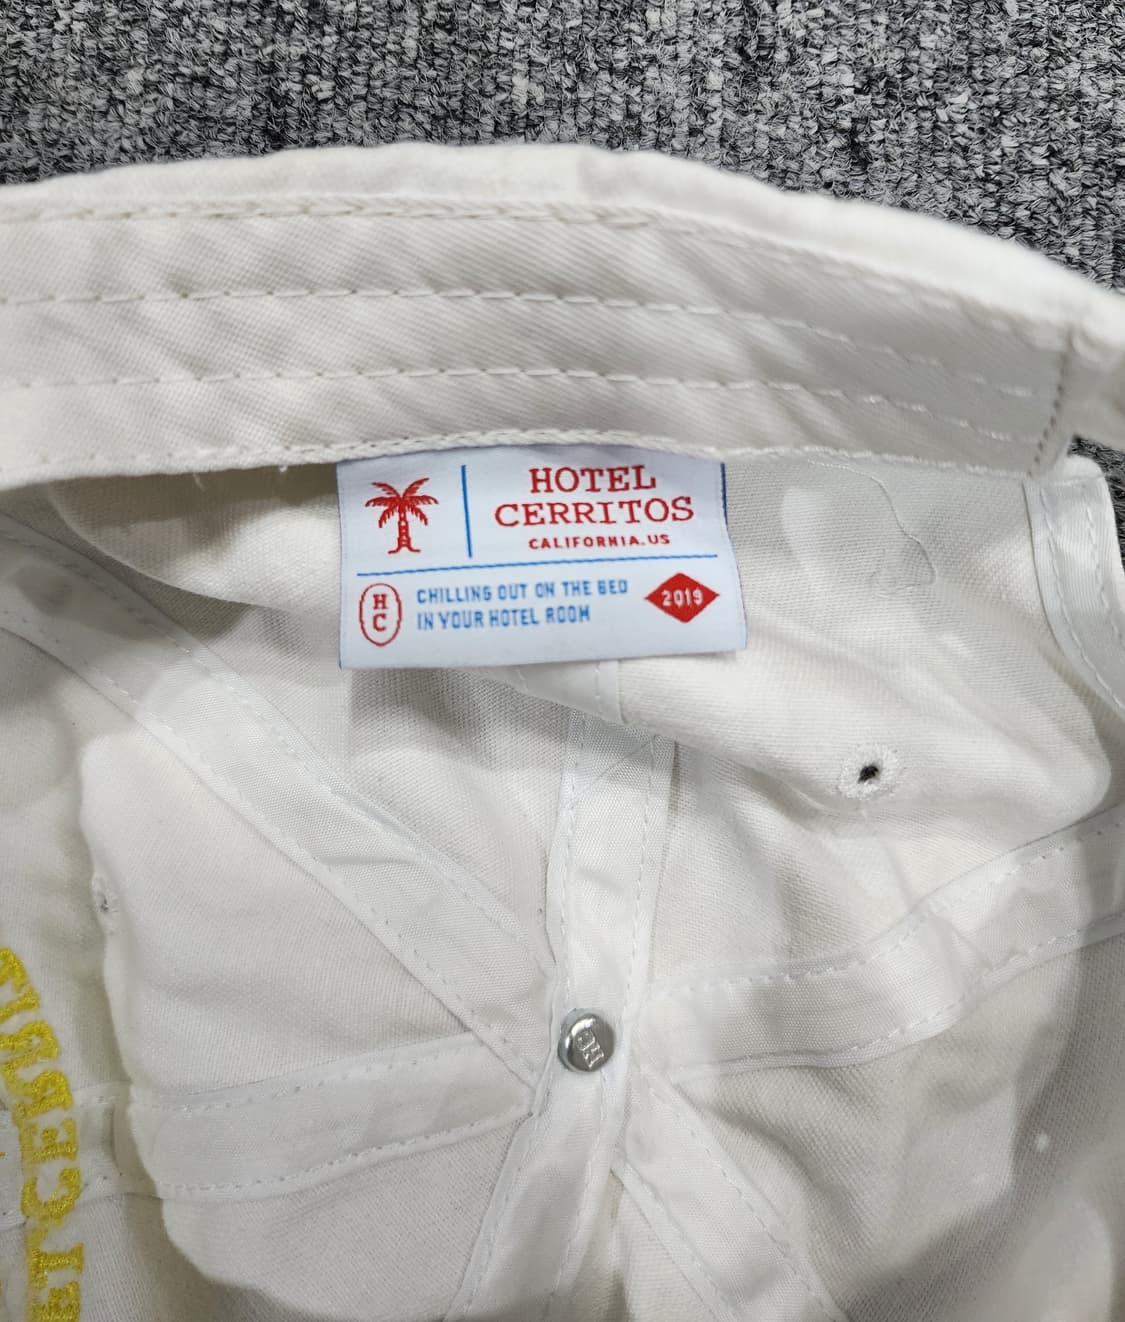 HOTEL
CERRITOS
CALIFORNIA.US
H
C
CHILLING OUT ON THE BED
IN YOUR HOTEL ROOM
2019